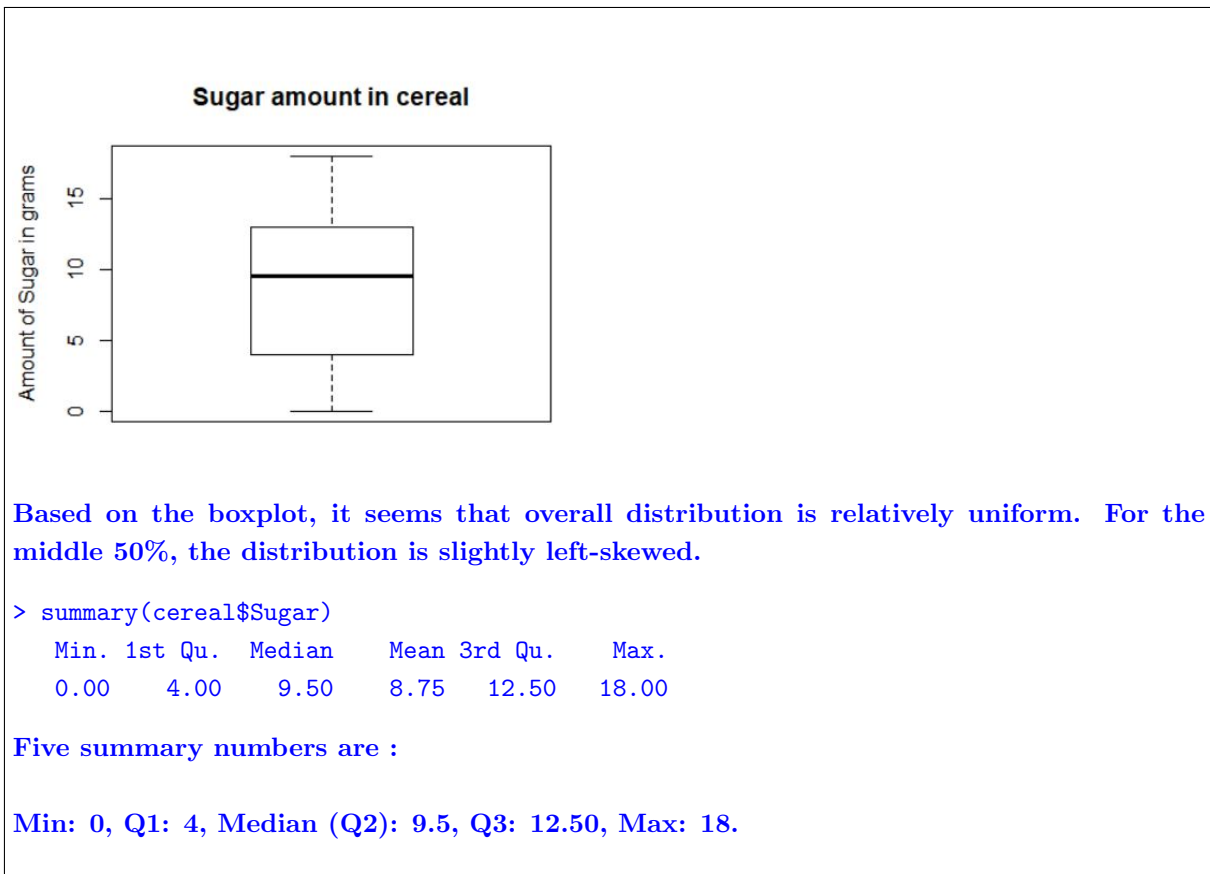 Sugar amount in cereal
Amount of Sugar in grams
15
10
5
0
Based on the boxplot, it seems that overall distribution is relatively uniform. For the
middle 50%, the distribution is slightly left-skewed.
> summary(cereal$Sugar)
Min. 1st Qu. Median Mean 3rd Qu. Max.
0.00 4.00 9.50 8.75 12.50 18.00
Five summary numbers are :
Min: 0, Q1: 4, Median (Q2): 9.5, Q3: 12.50, Max: 18.